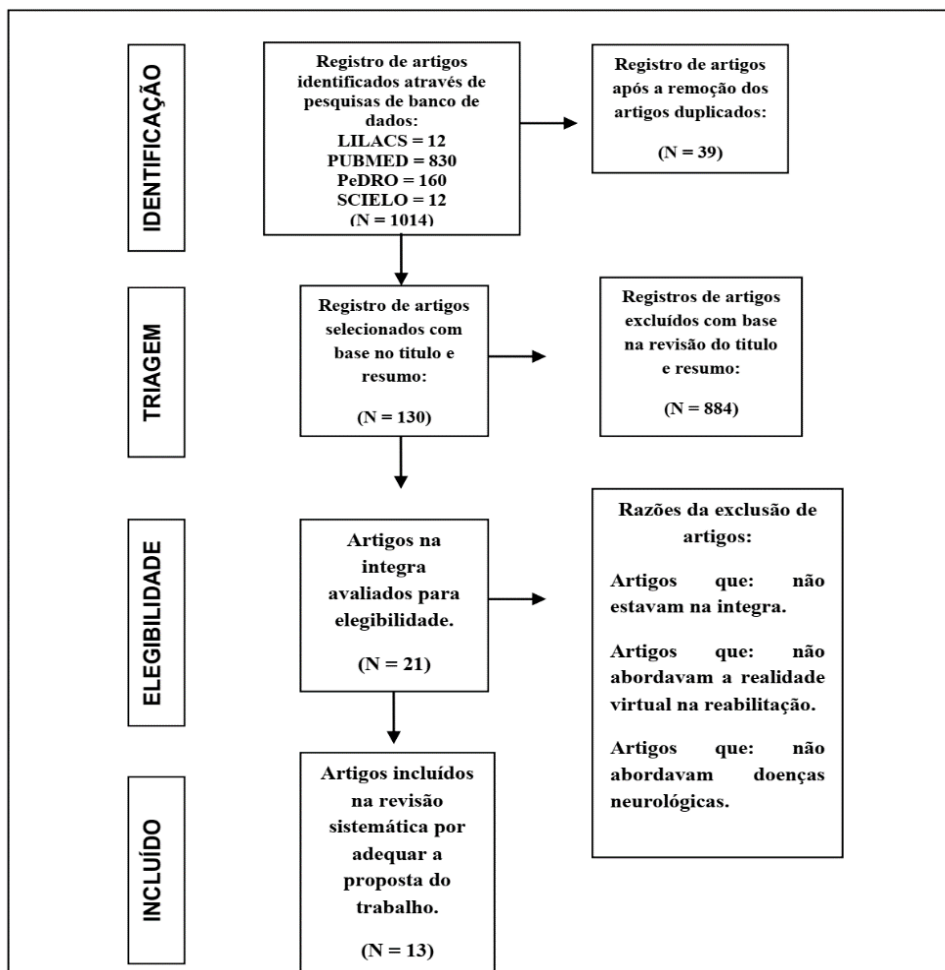 IDENTIFICAÇÃO
Registro de artigos
identificados através de
pesquisas de banco de
dados:
LILACS = 12
PUBMED = 830
PeDRO = 160
SCIELO = 12
(N = 1014)
Registro de artigos
após a remoção dos
artigos duplicados:
(N = 39)
TRIAGEM
Registro de artigos
selecionados com
base no titulo e
resumo:
(N = 130)
Registros de artigos
excluídos com base
na revisão do titulo
e resumo:
(N = 884)
ELEGIBILIDADE
Artigos na
integra
avaliados para
elegibilidade.
(N = 21)
Razões da exclusão de
artigos:
Artigos que: não
estavam na integra.
Artigos que: não
abordavam a realidade
virtual na reabilitação.
Artigos que: não
abordavam doenças
neurológicas.
INCLUÍDO
Artigos incluídos
na revisão
sistemática por
adequar a
proposta do
trabalho.
(N = 13)